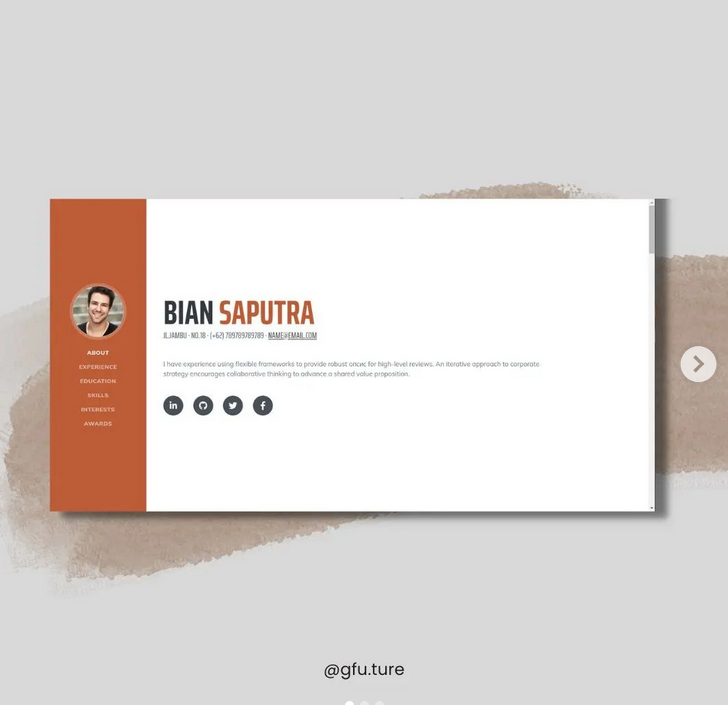 BIAN SAPUTRA
JL.JAMBU · NO.18 · (+62) 789789789789 · NAME@EMAIL.COM
ABOUT
EXPERIENCE
EDUCATION
SKILLS
INTERESTS
AWARDS
I have experience using flexible frameworks to provide robust for high-level reviews. An iterative approach to corporate
strategy encourages collaborative thinking to advance a shared value proposition.
in
f
@gfu.ture